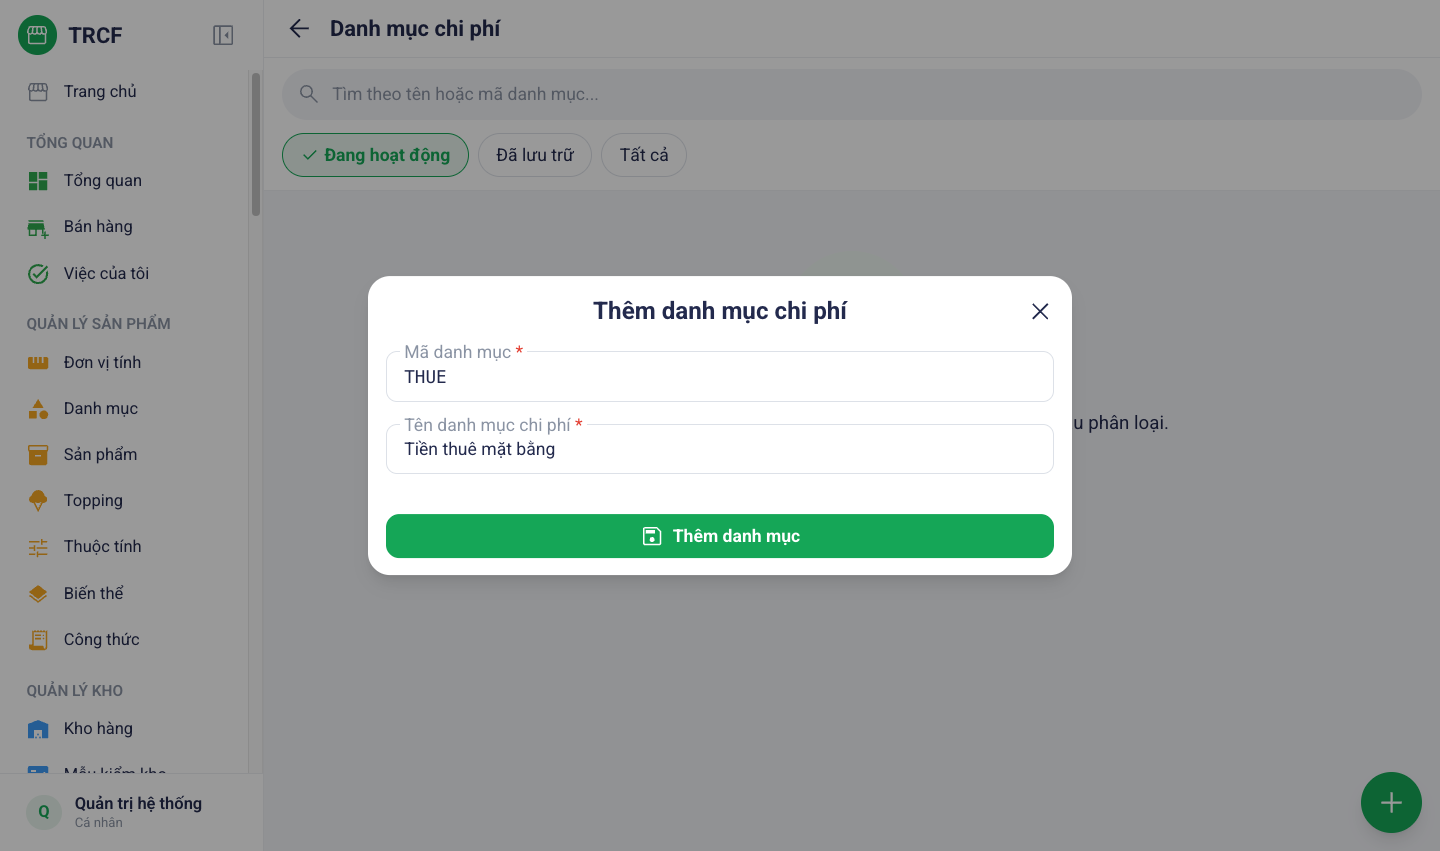 TRCF
Trang chủ
TỔNG QUAN
Tổng quan
Bán hàng
Việc của tôi
QUẢN LÝ SẢN PHẨM
Đơn vị tính
Danh mục
Sản phẩm
Topping
Thuộc tính
Biến thể
Công thức
QUẢN LÝ KHO
Kho hàng
Mẫu kiểm kho
Q
Quản trị hệ thống
Cá nhân
Danh mục chi phí
Tìm theo tên hoặc mã danh mục...
Đang hoạt động
Đã lưu trữ
Tất cả
phân loại.
Thêm danh mục chi phí
Mã danh mục *
THUE
Tên danh mục chi phí *
Tiền thuê mặt bằng
Thêm danh mục